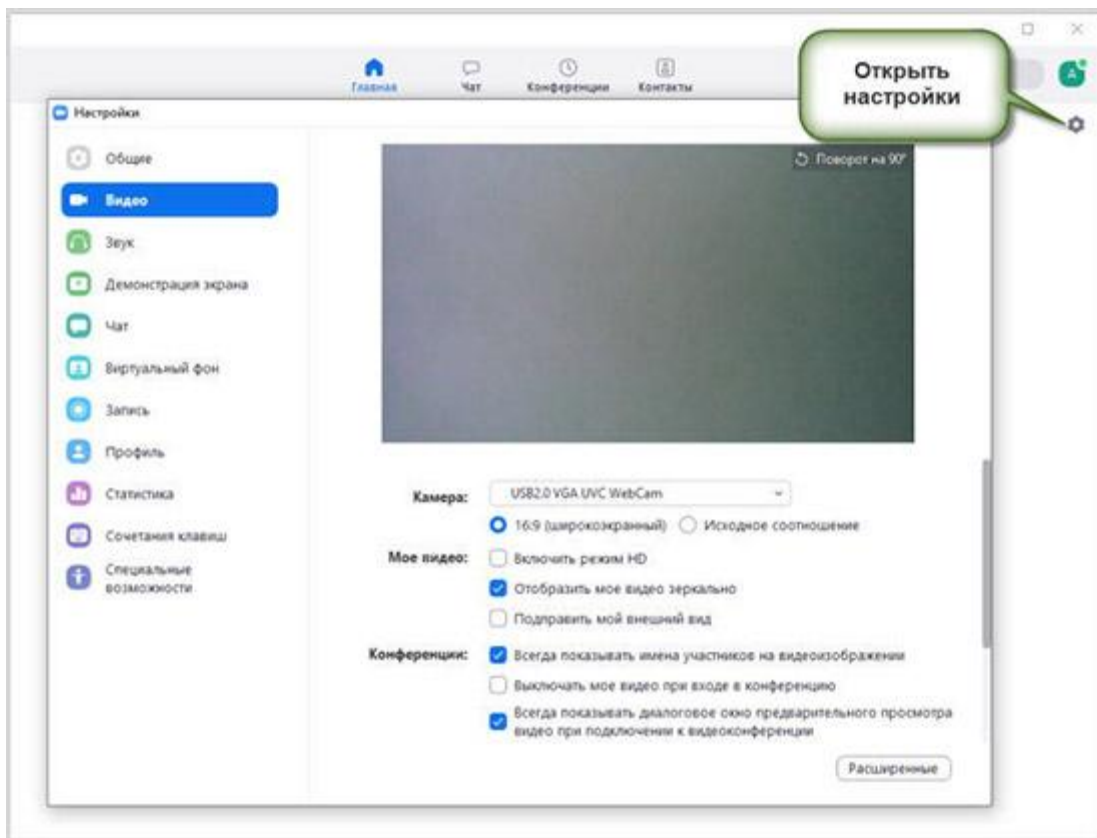 Главная
Чат
Конференции
Контакты
Открыть
настройки
A
Настройки
Поворот на 90°
Общие
Видео
Звук
Демонстрация экрана
Чат
Виртуальный фон
Запись
Профиль
Статистика
Сочетания клавиш
Специальные
возможности
Камера: USB2.0 VGA UVC WebCam
16:9 (широкоэкранный) Исходное соотношение
Мое видео: Включить режим HD
Отобразить мое видео зеркально
Подправить мой внешний вид
Конференции: Всегда показывать имена участников на видеоизображении
Выключать мое видео при входе в конференцию
Всегда показывать диалоговое окно предварительного просмотра
видео при подключении к видеоконференции
Расширенные